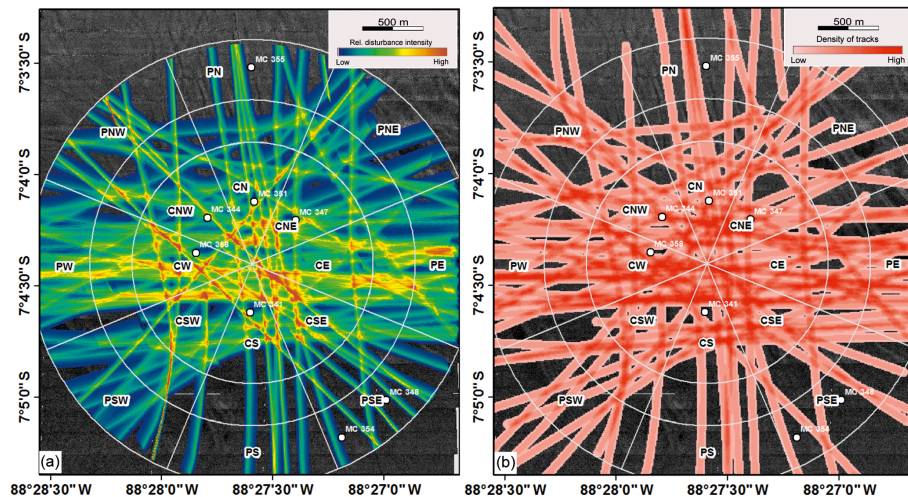 500 m
Rel. disturbance intensity
Low High
500 m
Density of tracks
Low High
7°3'30" S
7°4'0" S
7°4'30" S
7°5'0" S
PN
MC 355
PNW
PNE
CN
MC 351
CNW
MC 344
MC 347
CNE
PW
CW
CE
PE
MC 341
CSW
CSE
CS
PSW
MC 348
PSE
MC 354
PS
(a)
PN
MC 355
PNW
PNE
CN
MC 351
CNW
MC 344
MC 347
CNE
MC 359
PW
CW
CE
PE
MC 341
CSW
CSE
CS
PSW
MC 348
PSE
MC 354
PS
(b)
88°28'30" W 88°28'0" W 88°27'30" W 88°27'0" W
88°28'30" W 88°28'0" W 88°27'30" W 88°27'0" W